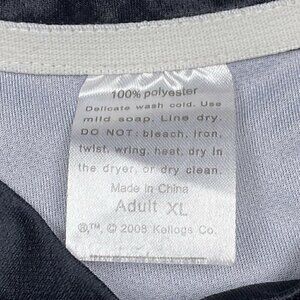 100% polyester
Delicate wash cold. Use
mild soap. Line dry.
DO NOT: bleach, iron,
twist, wring, heat, dry in
the dryer, or dry clean.
Made in China
Adult XL
®,™, © 2008 Kellogs Co.